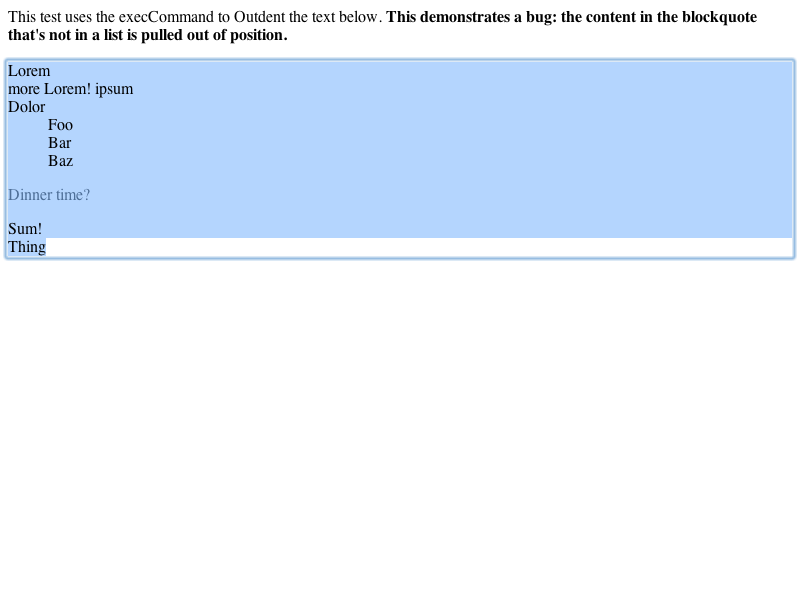 This test uses the execCommand to Outdent the text below. This demonstrates a bug: the content in the blockquote
that's not in a list is pulled out of position.
Lorem
more Lorem! ipsum
Dolor
Foo
Bar
Baz
Dinner time?
Sum!
Thing